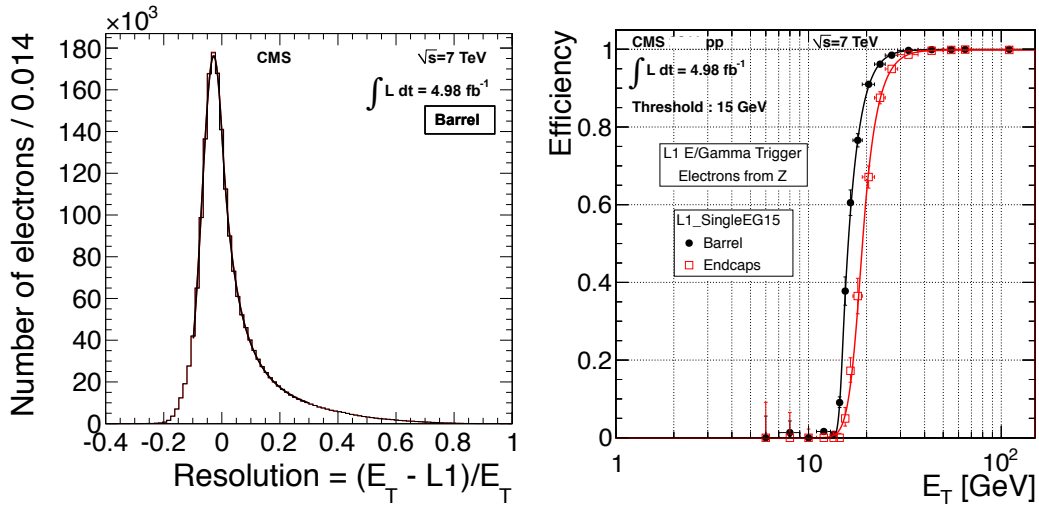 ×10³
180
160
140
120
100
80
60
40
20
0
Number of electrons / 0.014
CMS
√s=7 TeV
∫ L dt = 4.98 fb⁻¹
Barrel
-0.4 -0.2 0 0.2 0.4 0.6 0.8 1
Resolution = (E_T - L1)/E_T
Efficiency
1
0.8
0.6
0.4
0.2
0
CMS pp √s=7 TeV
∫ L dt = 4.98 fb⁻¹
Threshold : 15 GeV
L1 E/Gamma Trigger
Electrons from Z
L1_SingleEG15
Barrel
Endcaps
1 10 10²
E_T [GeV]